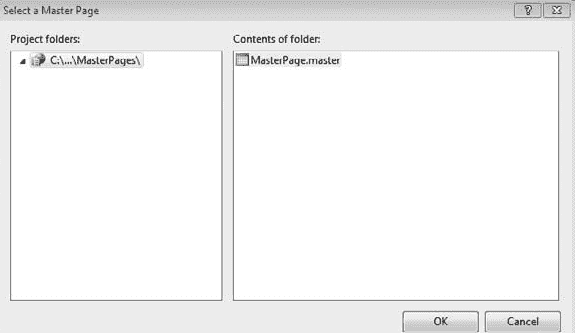 Select a Master Page
Project folders:
Contents of folder:
C:\...\MasterPages\
MasterPage.master
OK
Cancel